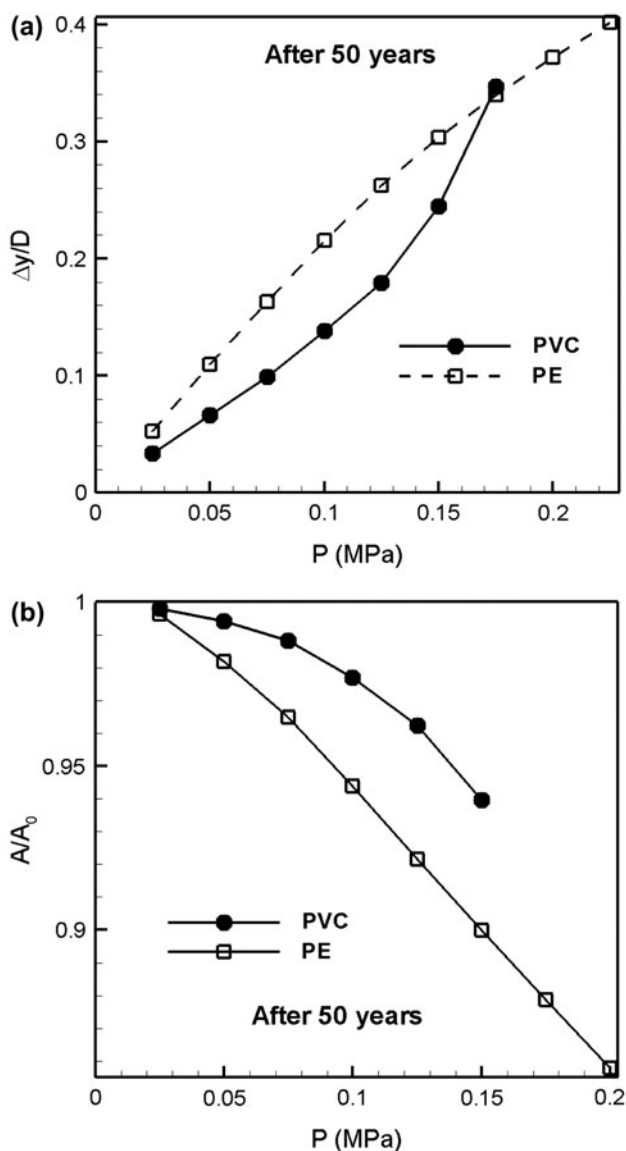 (a)
After 50 years
0.4
0.3
0.2
0.1
0
Δy/D
PVC
PE
0 0.05 0.1 0.15 0.2
P (MPa)
(b)
1
0.95
0.9
A/A₀
PVC
PE
After 50 years
0 0.05 0.1 0.15 0.2
P (MPa)